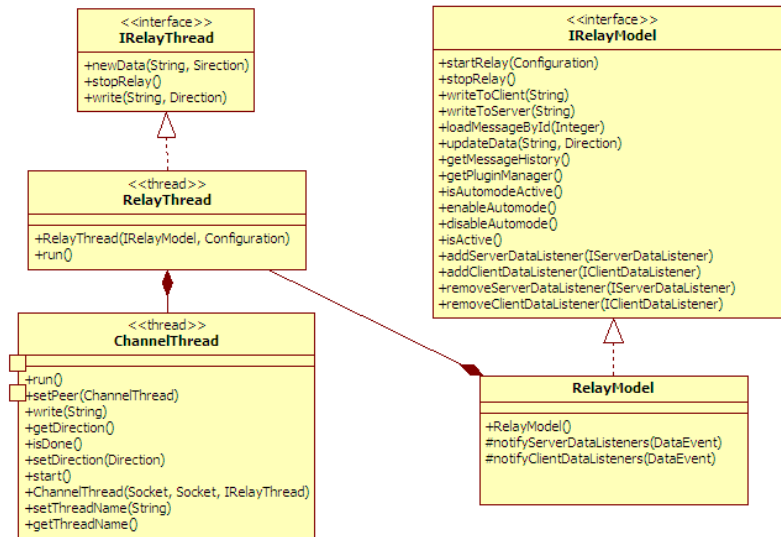 <<interface>>
IRelayThread
+newData(String, Sirection)
+stopRelay()
+write(String, Direction)
<<thread>>
RelayThread
+RelayThread(IRelayModel, Configuration)
+run()
<<thread>>
ChannelThread
+run()
+setPeer(ChannelThread)
+write(String)
+getDirection()
+isDone()
+setDirection(Direction)
+start()
+ChannelThread(Socket, Socket, IRelayThread)
+setThreadName(String)
+getThreadName()
<<interface>>
IRelayModel
+startRelay(Configuration)
+stopRelay()
+writeToClient(String)
+writeToServer(String)
+loadMessageById(Integer)
+updateData(String, Direction)
+getMessageHistory()
+getPluginManager()
+isAutomodeActive()
+enableAutomode()
+disableAutomode()
+isActive()
+addServerDataListener(IServerDataListener)
+addClientDataListener(IClientDataListener)
+removeServerDataListener(IServerDataListener)
+removeClientDataListener(IClientDataListener)
RelayModel
+RelayModel()
#notifyServerDataListeners(DataEvent)
#notifyClientDataListeners(DataEvent)